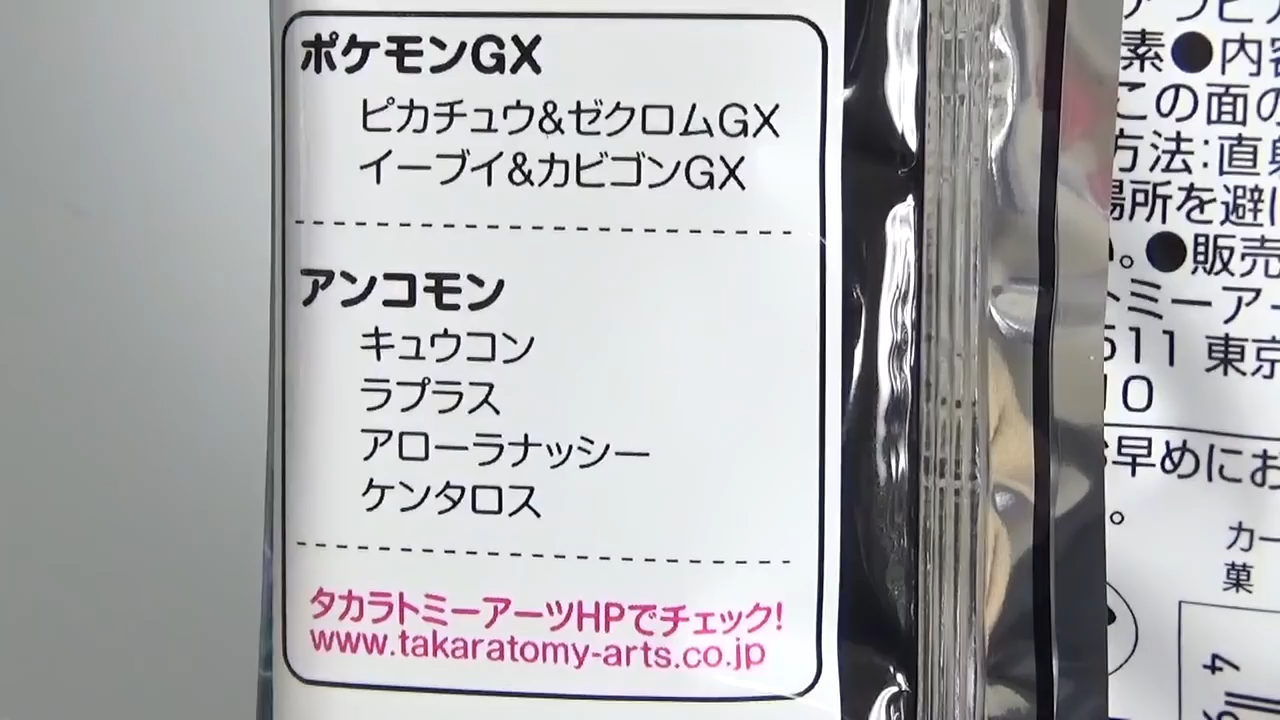 ポケモンGX
ピカチュウ&ゼクロムGX
イーブイ&カビゴンGX
アンコモン
キュウコン
ラプラス
アローラナッシー
ケンタロス
タカラトミーアーツHPでチェック!
www.takaratomy-arts.co.jp
素●内
この面の
方法:直射
場所を避け
。●販売
トミーアー
511 東京
10
お早めにお
。
カー
菓
4